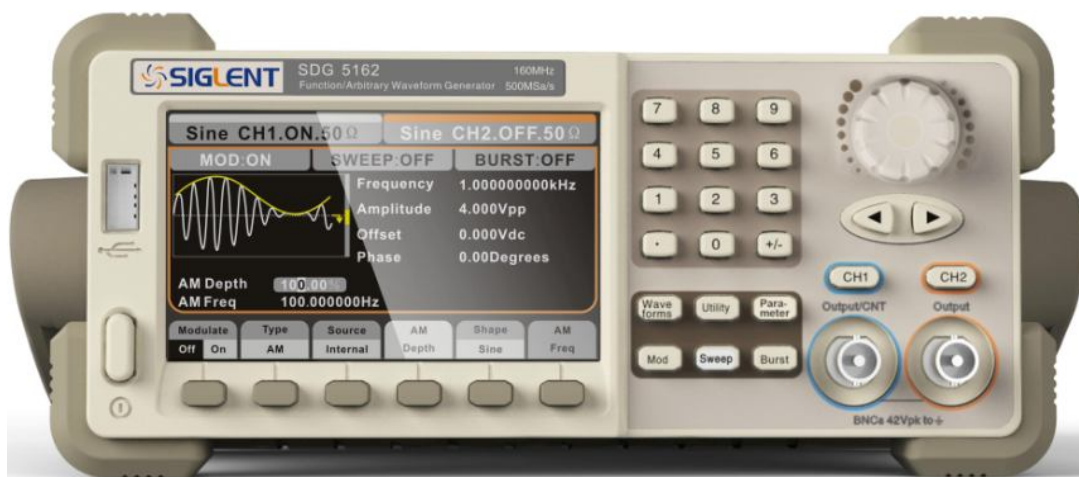 SIGLENT SDG 5162 160MHz
Function/Arbitrary Waveform Generator 500MSa/s
Sine CH1.ON.50Ω Sine CH2.OFF.50Ω
MOD:ON SWEEP:OFF BURST:OFF
Frequency 1.000000000kHz
Amplitude 4.000Vpp
Offset 0.000Vdc
Phase 0.00Degrees
AM Depth 100.00%
AM Freq 100.000000Hz
Modulate Type Source AM Shape AM
Off On AM Internal Depth Sine Freq
7 8 9
4 5 6
1 2 3
. 0 +/-
CH1 CH2
Output/CNT Output
Wave
forms
Utility
Para-
meter
Mod Sweep Burst
BNCs 42Vpk to